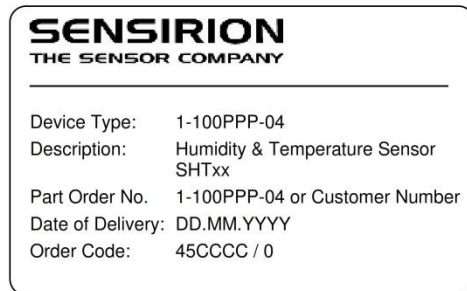 SENSIRION
THE SENSOR COMPANY
Device Type: 1-100PPP-04
Description: Humidity & Temperature Sensor
SHTxx
Part Order No. 1-100PPP-04 or Customer Number
Date of Delivery: DD.MM.YYYY
Order Code: 45CCCC / 0